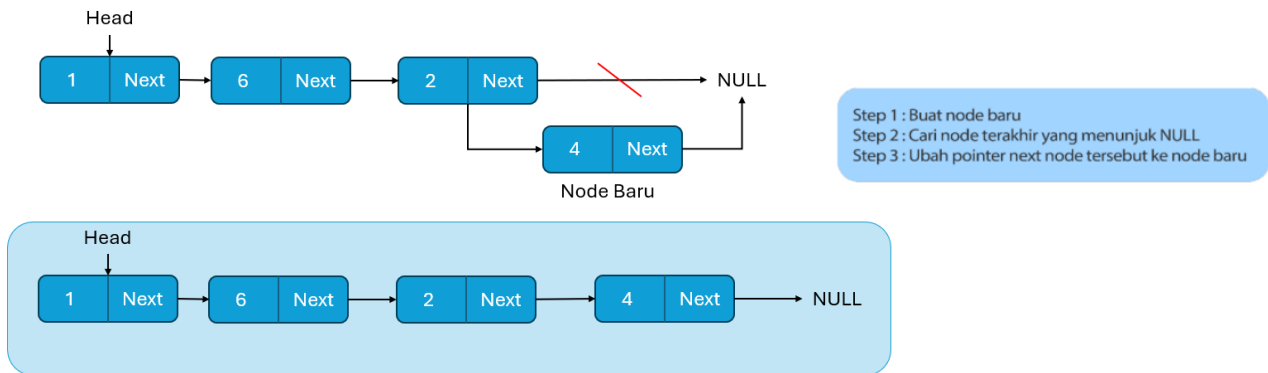 Head
1 Next 6 Next 2 Next NULL
4 Next
Node Baru
Step 1 : Buat node baru
Step 2 : Cari node terakhir yang menunjuk NULL
Step 3 : Ubah pointer next node tersebut ke node baru
Head
1 Next 6 Next 2 Next 4 Next NULL